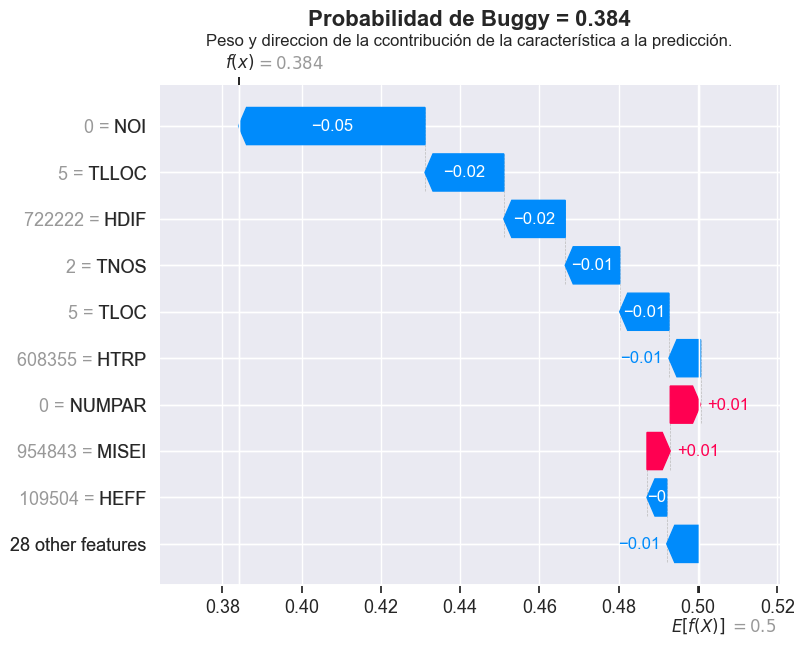 Probabilidad de Buggy = 0.384
Peso y direccion de la ccontribución de la característica a la predicción.
f(x) = 0.384
0 = NOI
−0.05
5 = TLLOC
−0.02
722222 = HDIF
−0.02
2 = TNOS
−0.01
5 = TLOC
−0.01
608355 = HTRP
−0.01
0 = NUMPAR
+0.01
954843 = MISEI
+0.01
109504 = HEFF
−0
28 other features
−0.01
0.38 0.40 0.42 0.44 0.46 0.48 0.50 0.52
E[f(X)] = 0.5